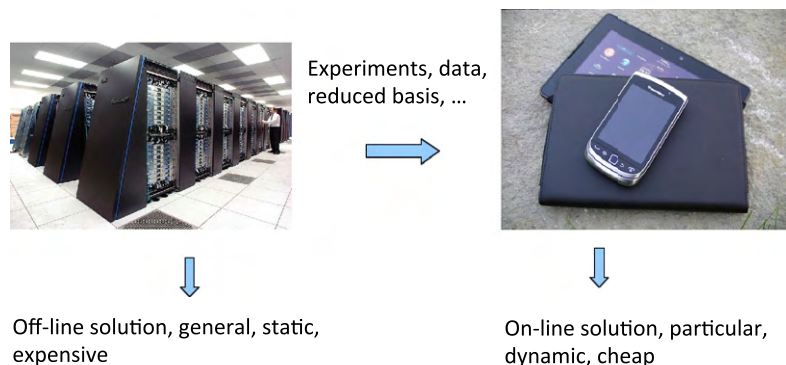 Experiments, data,
reduced basis, ...
Off-line solution, general, static,
expensive
On-line solution, particular,
dynamic, cheap